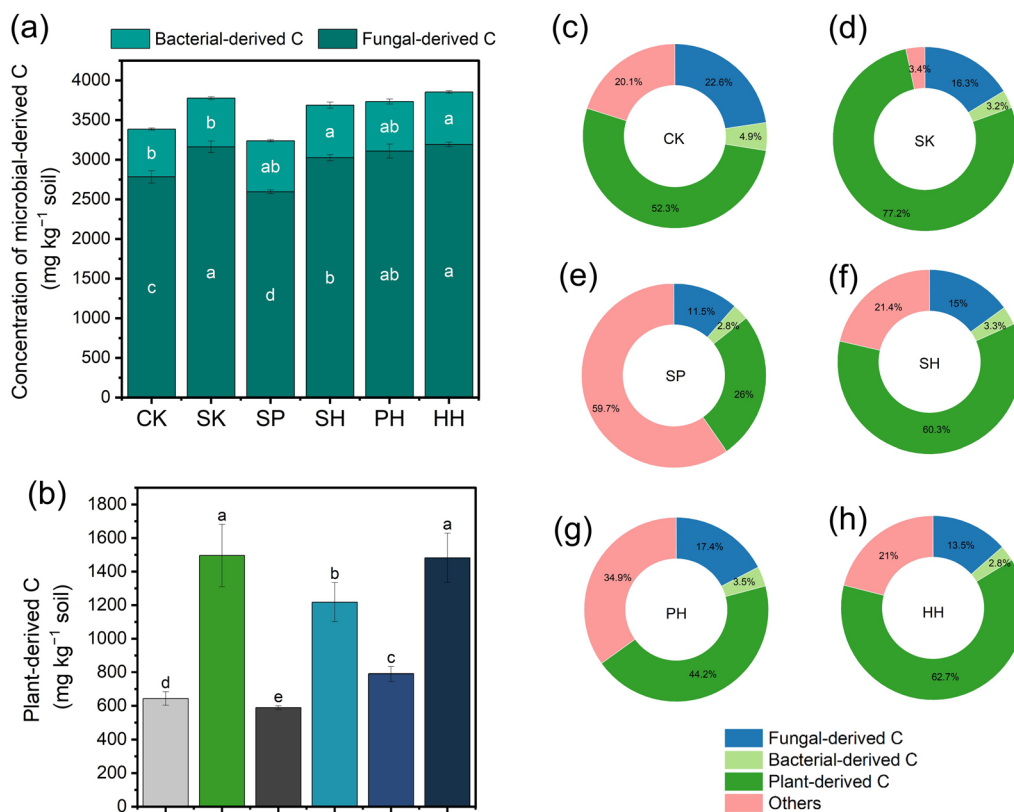 (a)
Bacterial-derived C
Fungal-derived C
Concentration of microbial-derived C
(mg kg⁻¹ soil)
4000
3500
3000
2500
2000
1500
1000
500
0
b
b
ab
a
ab
a
c
a
d
b
ab
a
CK
SK
SP
SH
PH
HH
(b)
Plant-derived C
(mg kg⁻¹ soil)
1800
1600
1400
1200
1000
800
600
400
200
0
d
a
e
b
c
a
(c)
20.1%
22.6%
4.9%
52.3%
CK
(d)
3.4%
16.3%
3.2%
77.2%
SK
(e)
11.5%
2.8%
26%
59.7%
SP
(f)
21.4%
15%
3.3%
60.3%
SH
(g)
34.9%
17.4%
3.5%
44.2%
PH
(h)
21%
13.5%
2.8%
62.7%
HH
Fungal-derived C
Bacterial-derived C
Plant-derived C
Others